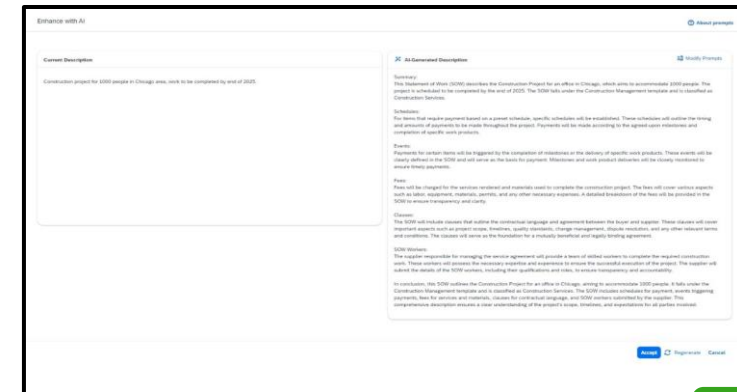 Enhance with AI
About prompts
Current Description
Construction project for 1000 people in Chicago area, work to be completed by end of 2025.
AI-Generated Description
Modify Prompts
Summary:
This Statement of Work (SOW) describes the Construction Project for an office in Chicago, which aims to accommodate 1000 people. The
project is scheduled to be completed by the end of 2025. The SOW falls under the Construction Management template and is classified as
Construction Services.
Schedules:
For items that require payment based on a preset schedule, specific schedules will be established. These schedules will outline the timing
and amounts of payments to be made throughout the project. Payments will be made according to the agreed-upon milestones and
completion of specific work products.
Events:
Payments for certain items will be triggered by the completion of milestones or the delivery of specific work products. These events will be
clearly defined in the SOW and will serve as the basis for payment. Milestones and work product deliveries will be closely monitored to
ensure timely payments.
Fees:
Fees will be charged for the services rendered and materials used to complete the construction project. The fees will cover various aspects
such as labor, equipment, materials, permits, and any other necessary expenses. A detailed breakdown of the fees will be provided in the
SOW to ensure transparency and clarity.
Clauses:
The SOW will include clauses that outline the contractual language and agreement between the buyer and supplier. These clauses will cover
important aspects such as project scope, timelines, quality standards, change management, dispute resolution, and any other relevant terms
and conditions. The clauses will serve as the foundation for a mutually beneficial and legally binding agreement.
SOW Workers:
The supplier responsible for managing the service agreement will provide a team of skilled workers to complete the required construction
work. These workers will possess the necessary expertise and experience to ensure the successful execution of the project. The supplier will
submit the details of the SOW workers, including their qualifications and roles, to ensure transparency and accountability.
In conclusion, this SOW outlines the Construction Project for an office in Chicago, aiming to accommodate 1000 people. It falls under the
Construction Management template and is classified as Construction Services. The SOW includes schedules for payment, events triggering
payments, fees for services and materials, clauses for contractual language, and SOW workers submitted by the supplier. This
comprehensive description ensures a clear understanding of the project's scope, timelines, and expectations for all parties involved.
Accept
Regenerate
Cancel